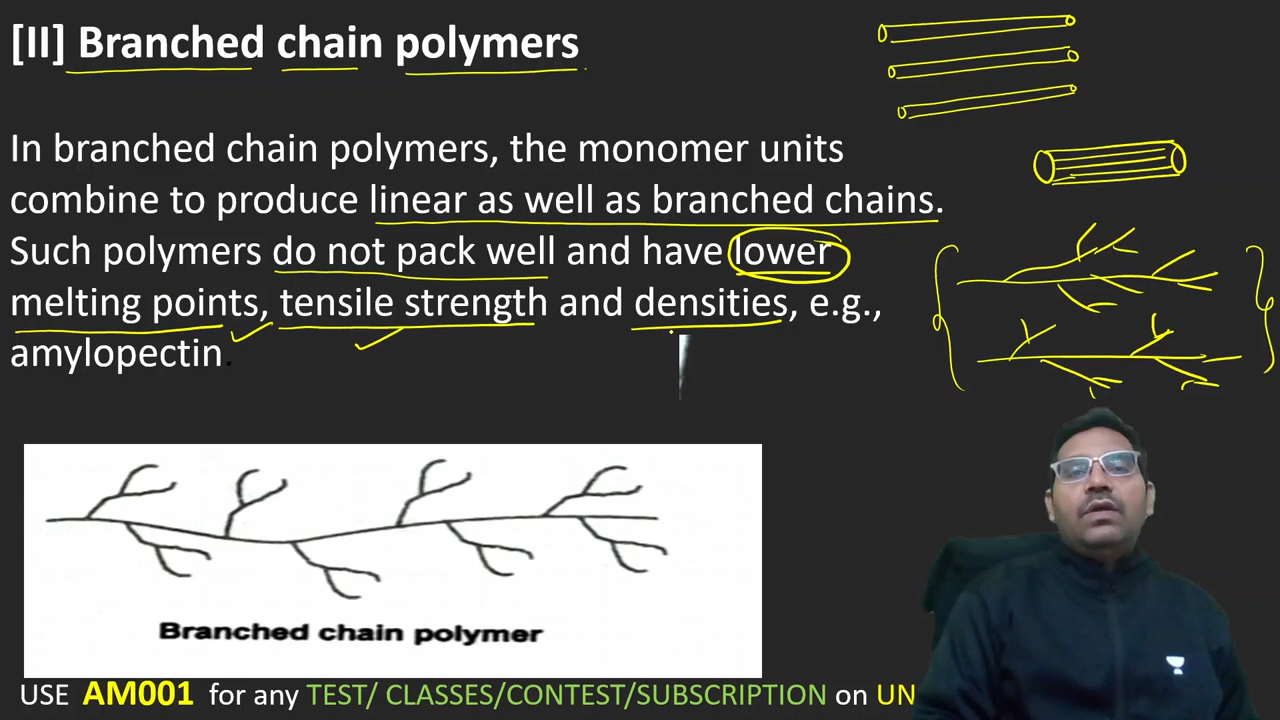 [II] Branched chain polymers
In branched chain polymers, the monomer units
combine to produce linear as well as branched chains.
Such polymers do not pack well and have lower
melting points, tensile strength and densities, e.g.,
amylopectin.
Branched chain polymer
USE AM001 for any TEST/ CLASSES/CONTEST/SUBSCRIPTION on UN